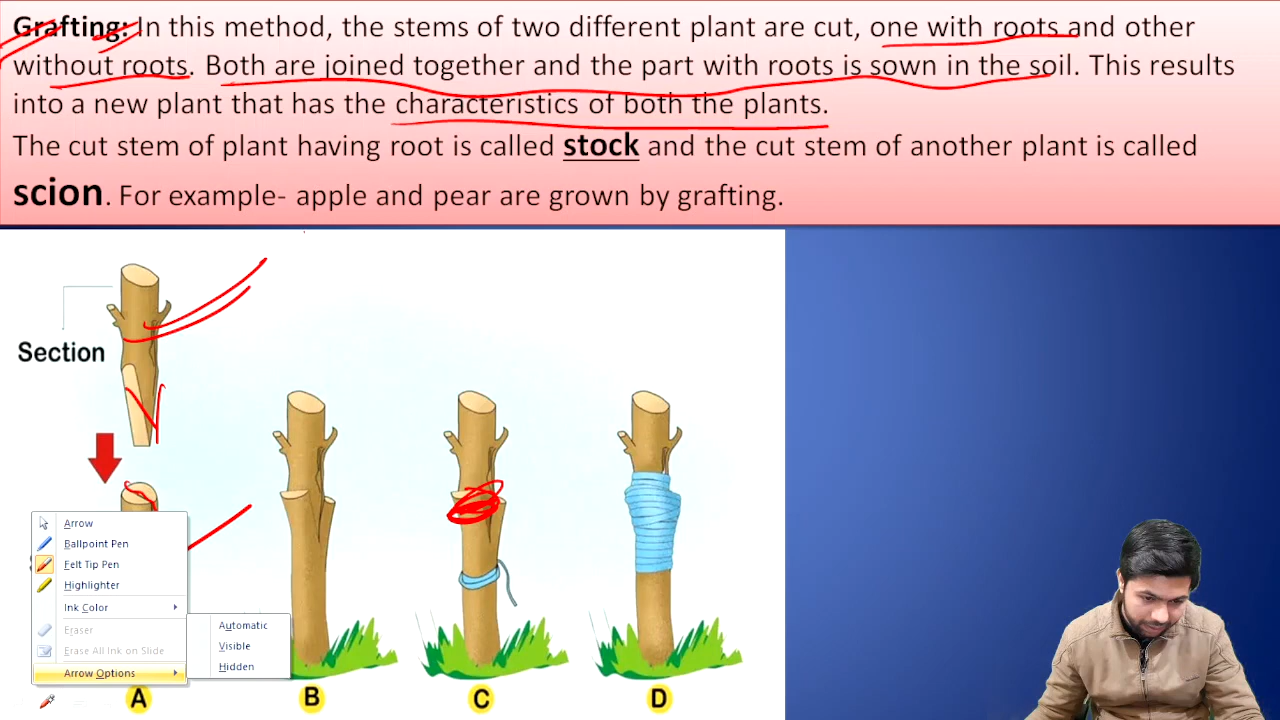 Grafting: In this method, the stems of two different plant are cut, one with roots and other
without roots. Both are joined together and the part with roots is sown in the soil. This results
into a new plant that has the characteristics of both the plants.
The cut stem of plant having root is called stock and the cut stem of another plant is called
scion. For example- apple and pear are grown by grafting.
Section
Arrow
Ballpoint Pen
Felt Tip Pen
Highlighter
Ink Color
Eraser
Erase All Ink on Slide
Arrow Options
Automatic
Visible
Hidden
A
B
C
D